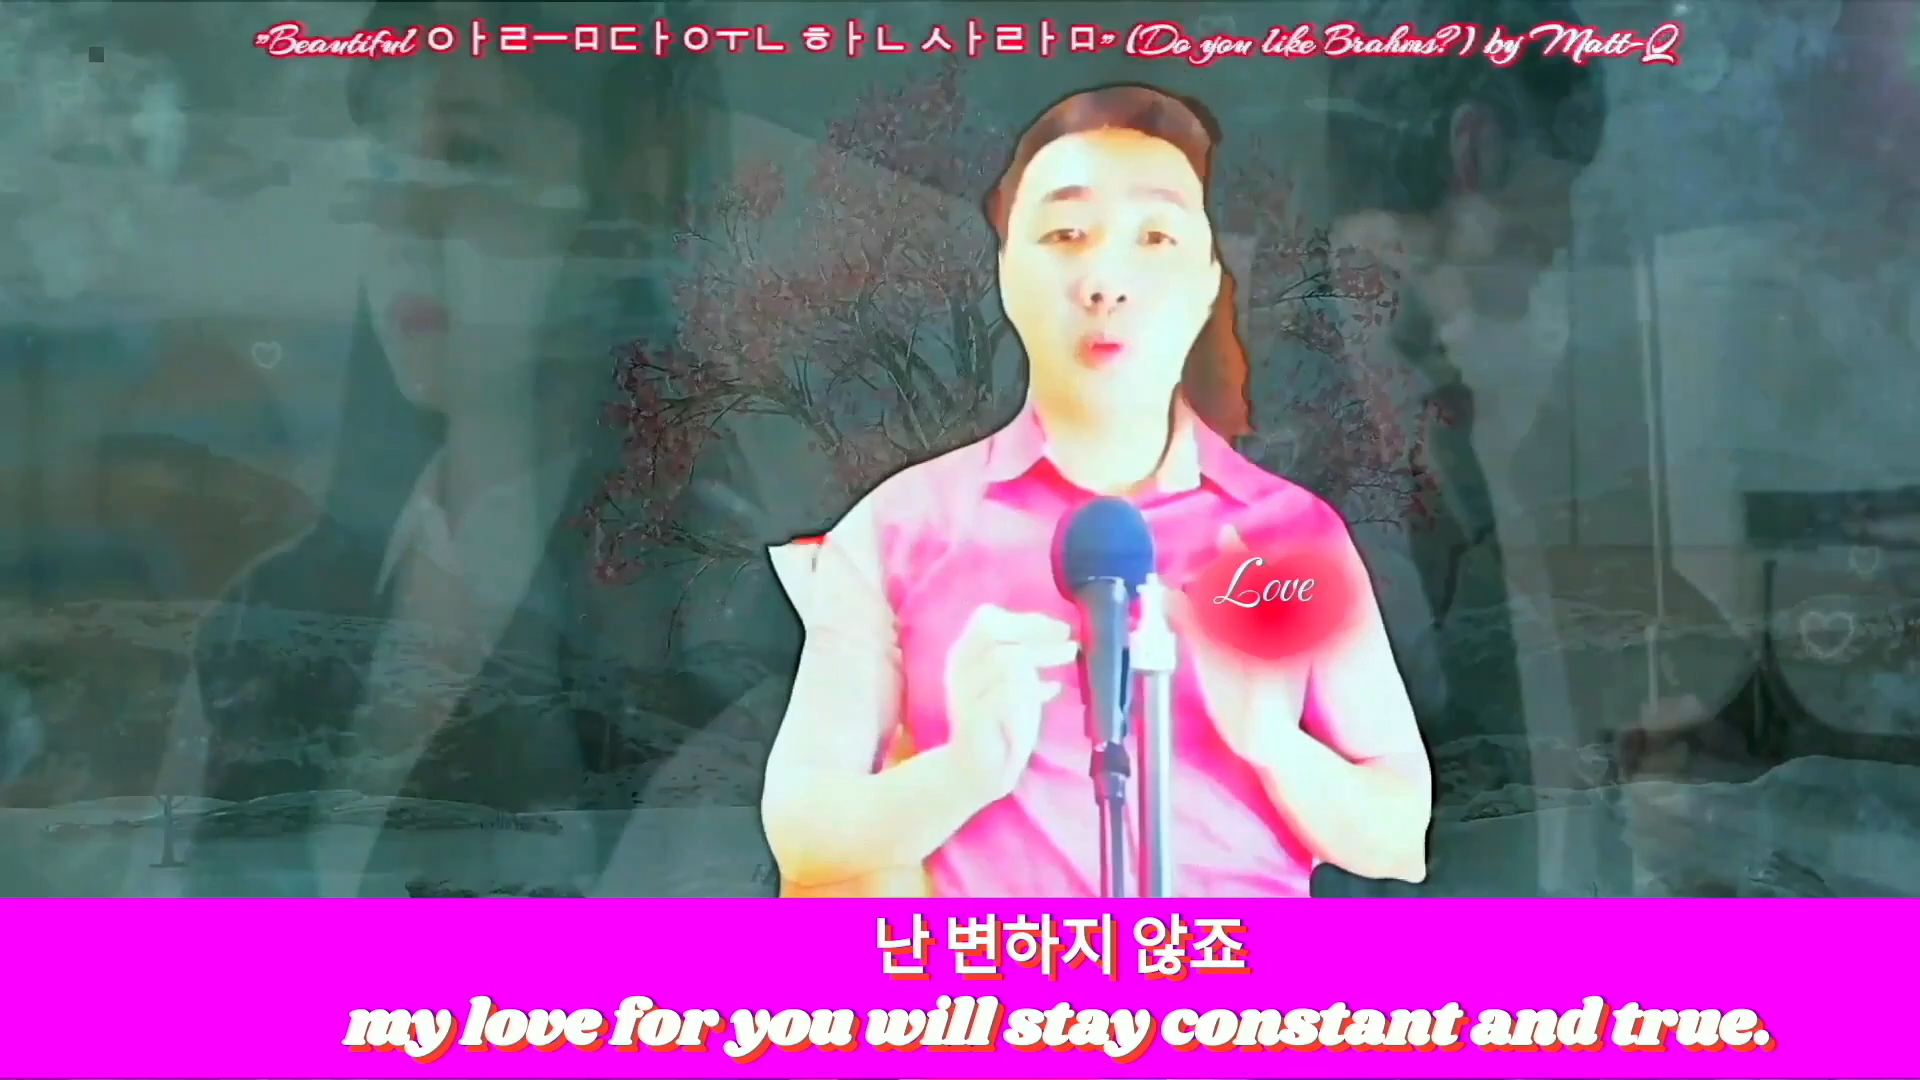 "Beautiful ㅇㅏㄹㅡㅁㄷㅏㅇㅜㄴ ㅎㅏㄴ ㅅㅏㄹㅏㅁ" (Do you like Brahms?) by Matt-Q
Love
난 변하지 않죠
my love for you will stay constant and true.